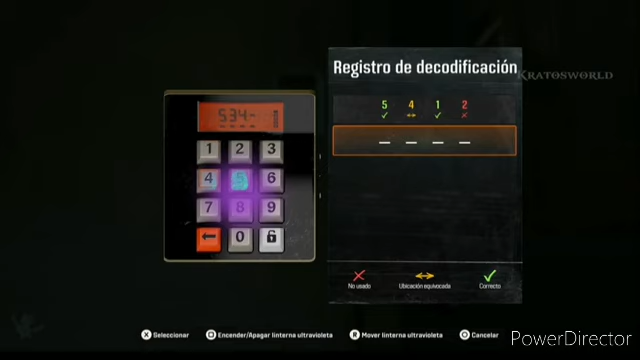 Registro de decodificación
KRATOSWORLD
534-
5 4 1 2
1 2 3
4 5 6
7 8 9
0
No usado
Ubicación equivocada
Correcto
X Seleccionar
Encender/Apagar linterna ultravioleta
R Mover linterna ultravioleta
Cancelar
PowerDirector